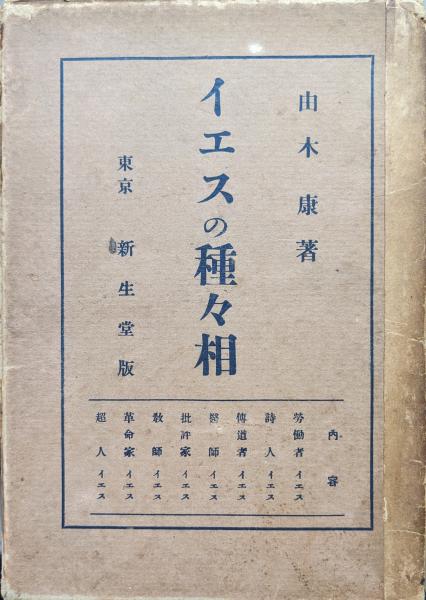 由木康著
イエスの種々相
東京 新生堂版
内容
勞働者イエス
詩人イエス
傳道者イエス
醫師イエス
批評家イエス
敎師イエス
革命家イエス
超人イエス